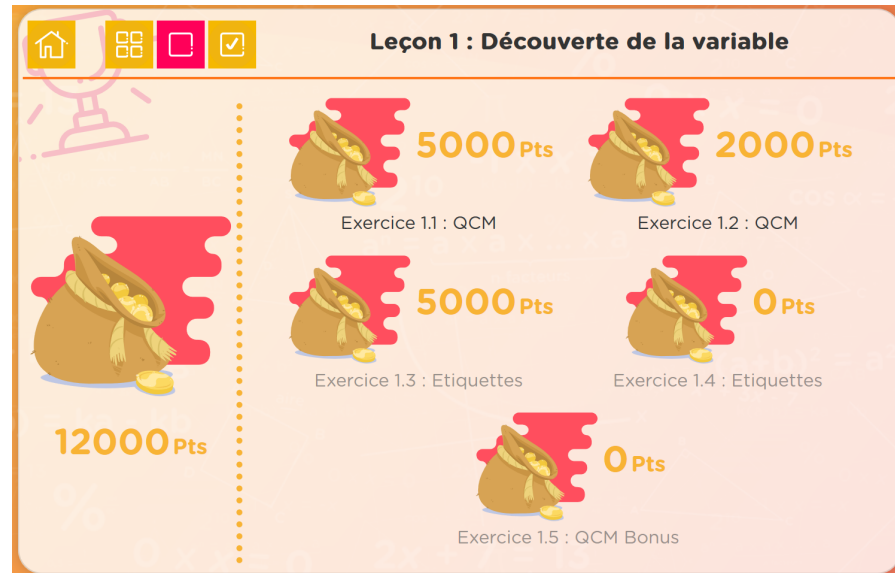 Leçon 1 : Découverte de la variable
5000 Pts
2000 Pts
Exercice 1.1 : QCM
Exercice 1.2 : QCM
5000 Pts
0 Pts
Exercice 1.3 : Etiquettes
Exercice 1.4 : Etiquettes
12000 Pts
0 Pts
Exercice 1.5 : QCM Bonus
%